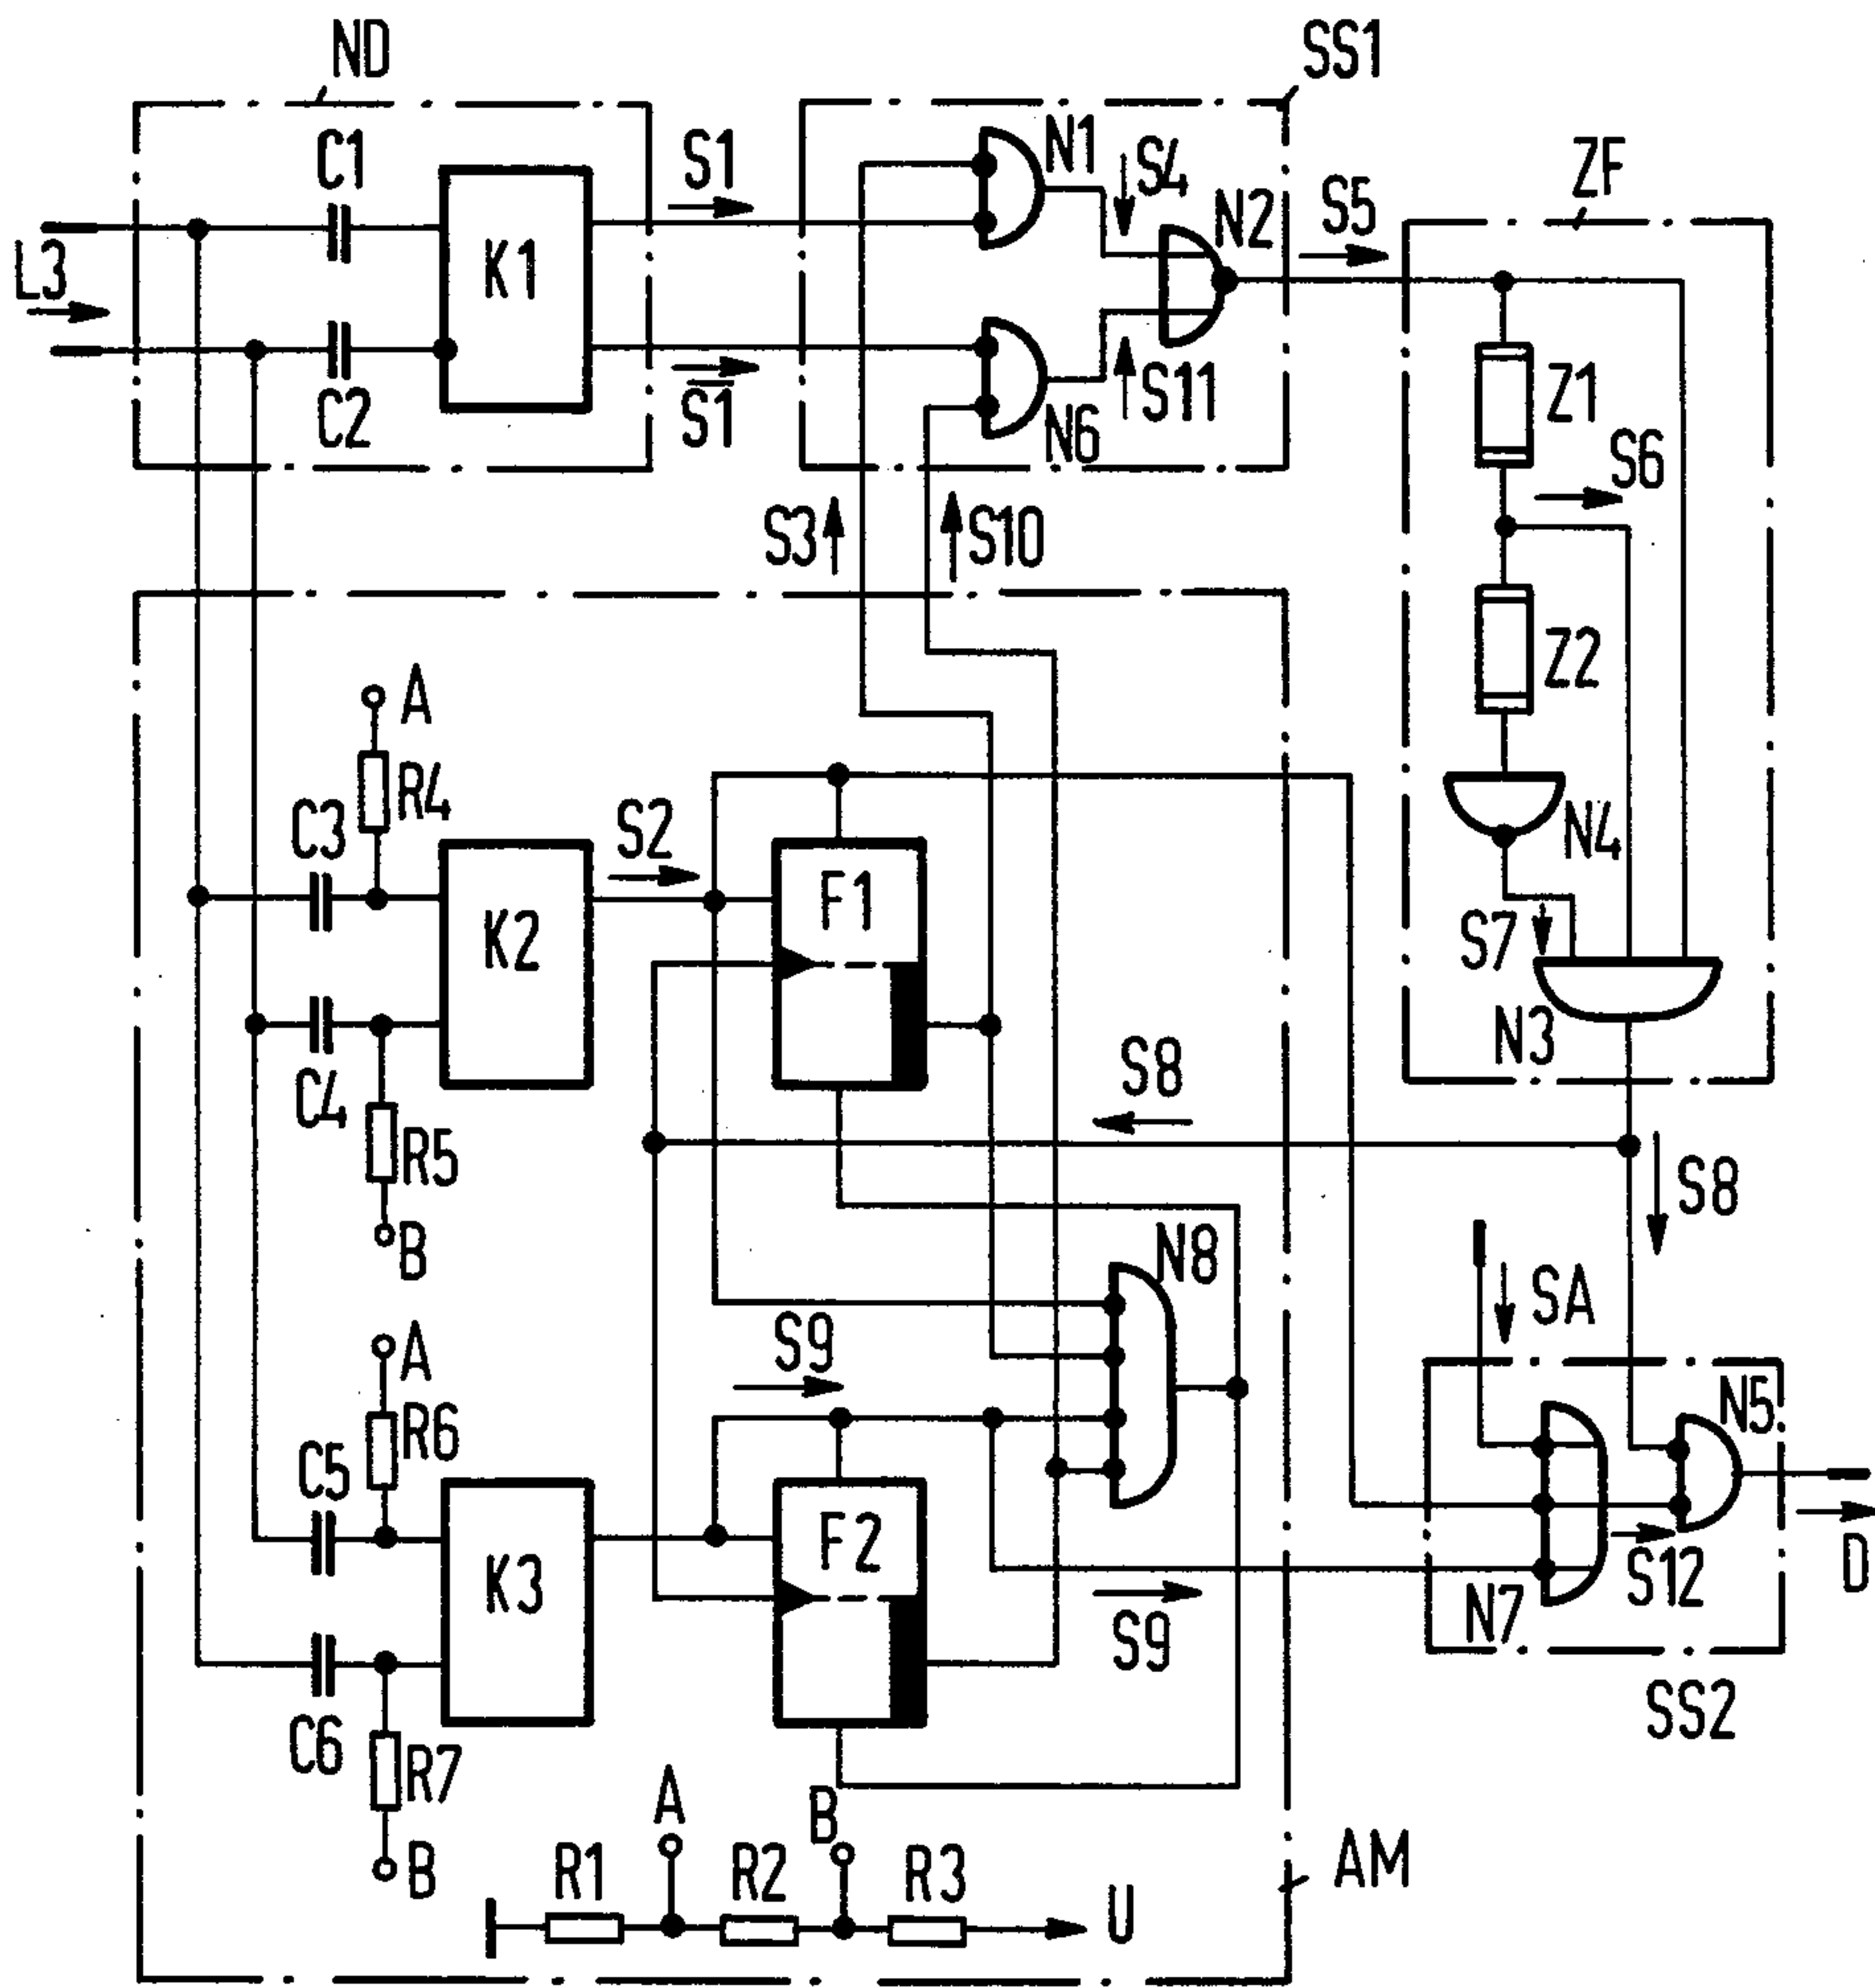 ND
SS1
C1
S1
N1
S4
ZF
N2
S5
L3
K1
C2
S1
N6
S11
Z1
S6
S3
S10
Z2
A
R4
C3
S2
F1
N4
K2
S7
N3
C4
R5
S8
S8
B
N8
SA
A
S9
N5
R6
C5
F2
K3
S12
D
N7
S9
C6
R7
SS2
B
A
B
R1
R2
R3
U
AM